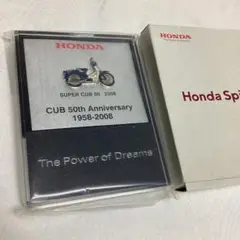 HONDA
SUPER CUB 50 2008
CUB 50th Anniversary
1958-2008
The Power of Dreams
HONDA
Honda Spi